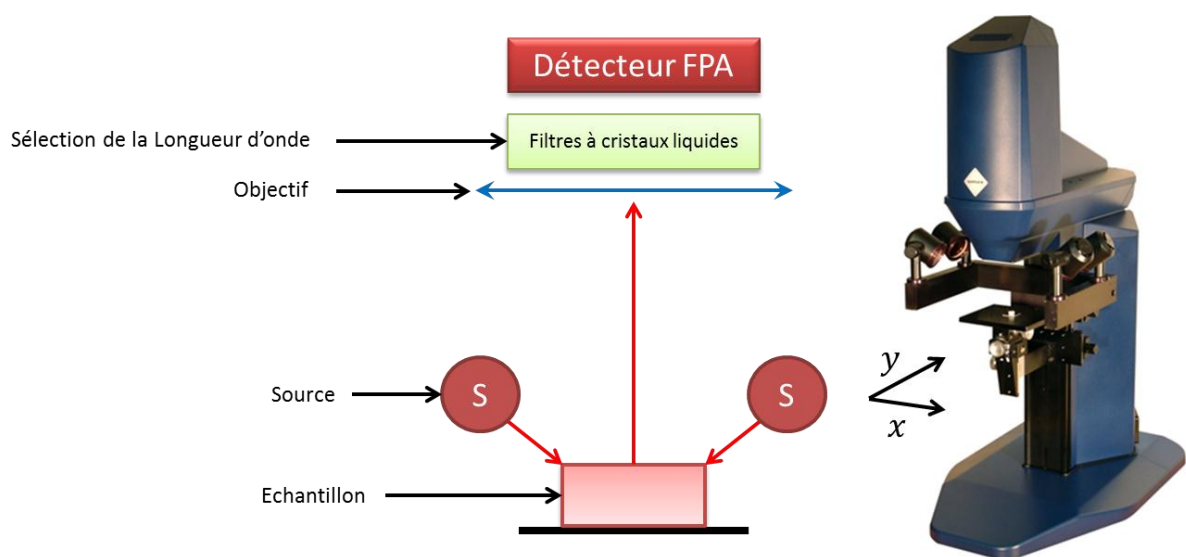 Détecteur FPA
Sélection de la Longueur d'onde
Filtres à cristaux liquides
Objectif
Source
S
S
y
x
Echantillon